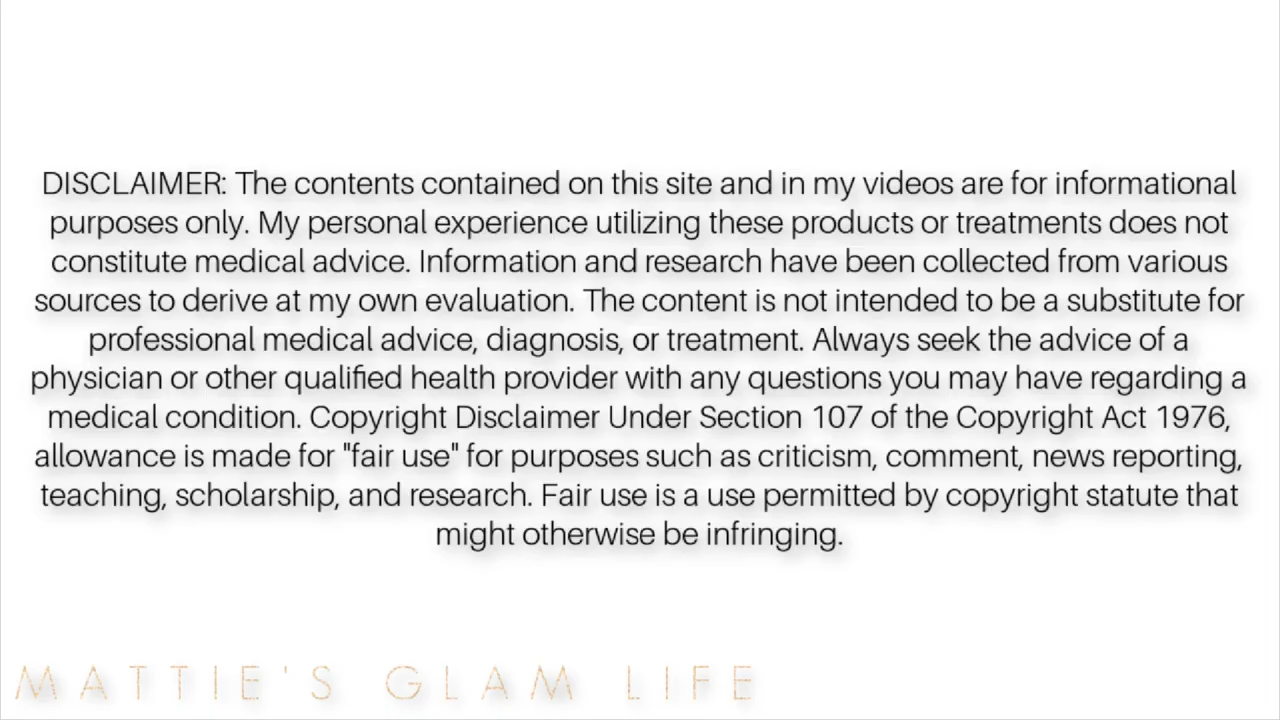 DISCLAIMER: The contents contained on this site and in my videos are for informational
purposes only. My personal experience utilizing these products or treatments does not
constitute medical advice. Information and research have been collected from various
sources to derive at my own evaluation. The content is not intended to be a substitute for
professional medical advice, diagnosis, or treatment. Always seek the advice of a
physician or other qualified health provider with any questions you may have regarding a
medical condition. Copyright Disclaimer Under Section 107 of the Copyright Act 1976,
allowance is made for "fair use" for purposes such as criticism, comment, news reporting,
teaching, scholarship, and research. Fair use is a use permitted by copyright statute that
might otherwise be infringing.
MATTIE'S GLAM LIFE